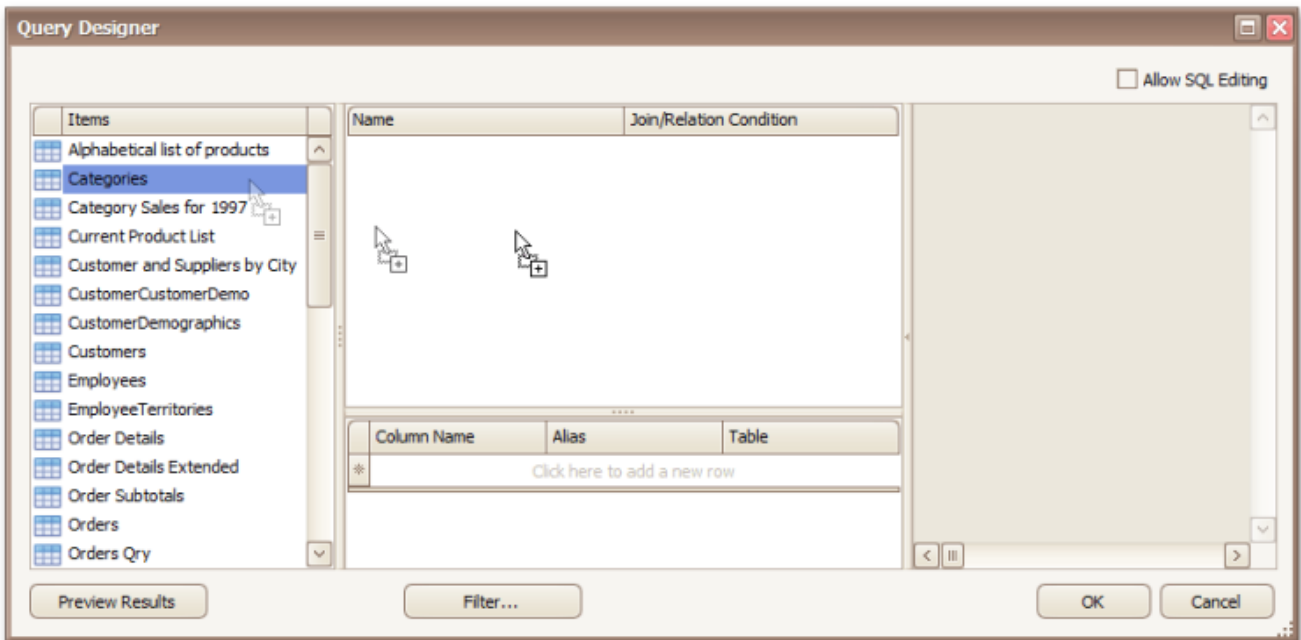 Query Designer
Allow SQL Editing
Items
Alphabetical list of products
Categories
Category Sales for 1997
Current Product List
Customer and Suppliers by City
CustomerCustomerDemo
CustomerDemographics
Customers
Employees
EmployeeTerritories
Order Details
Order Details Extended
Order Subtotals
Orders
Orders Qry
Name Join/Relation Condition
Column Name Alias Table
Click here to add a new row
Preview Results Filter... OK Cancel